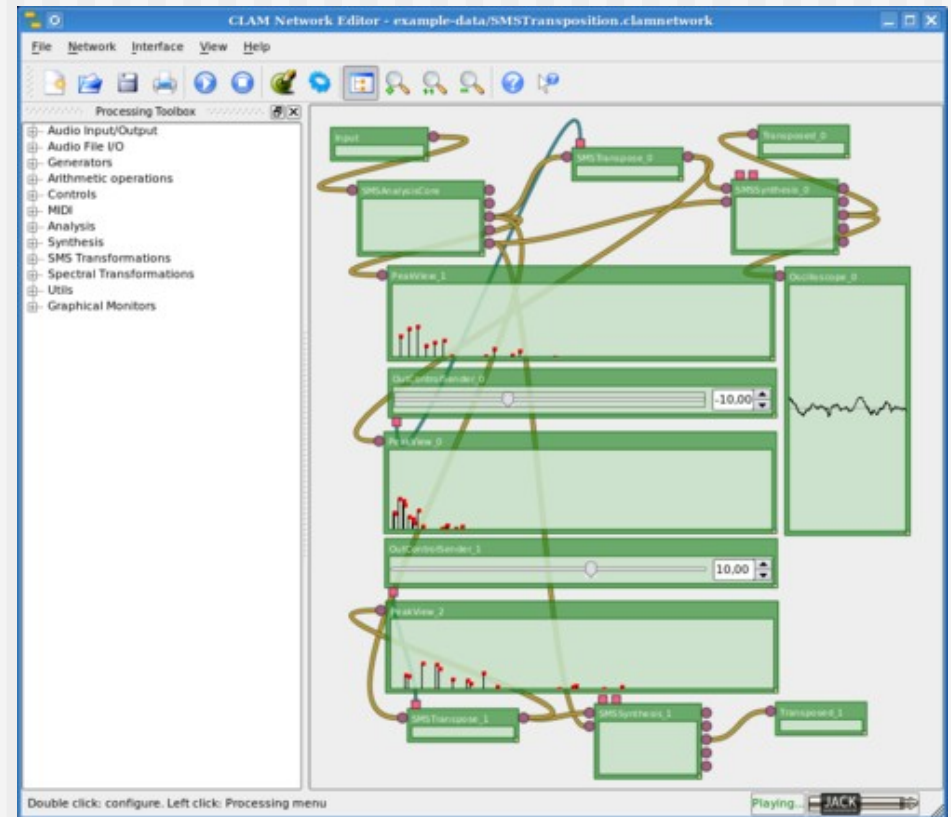 CLAM Network Editor - example-data/SMSTransposition.clamnetwork
File Network Interface View Help
Processing Toolbox
Audio Input/Output
Audio File I/O
Generators
Arithmetic operations
Controls
MIDI
Analysis
Synthesis
SMS Transformations
Spectral Transformations
Utils
Graphical Monitors
Input
SMSTranspose_0
Transposed_0
SMSAnalysisCore
SMSSynthesis_0
PeakView_1
Oscilloscope_0
OutControlSender_0
-10,00
PeakView_0
OutControlSender_1
10,00
PeakView_2
SMSTranspose_1
SMSSynthesis_1
Transposed_1
Double click: configure. Left click: Processing menu
Playing...
JACK